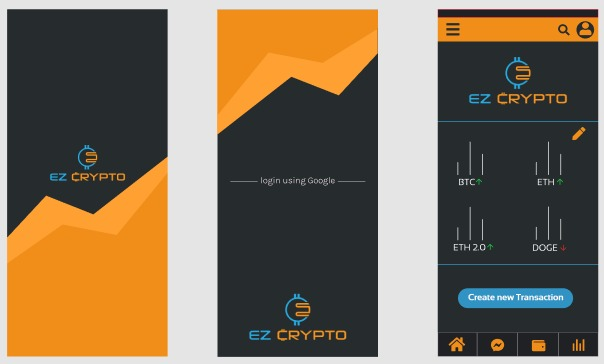 EZ CRYPTO
login using Google
EZ CRYPTO
EZ CRYPTO
BTC
ETH
ETH 2.0
DOGE
Create new Transaction